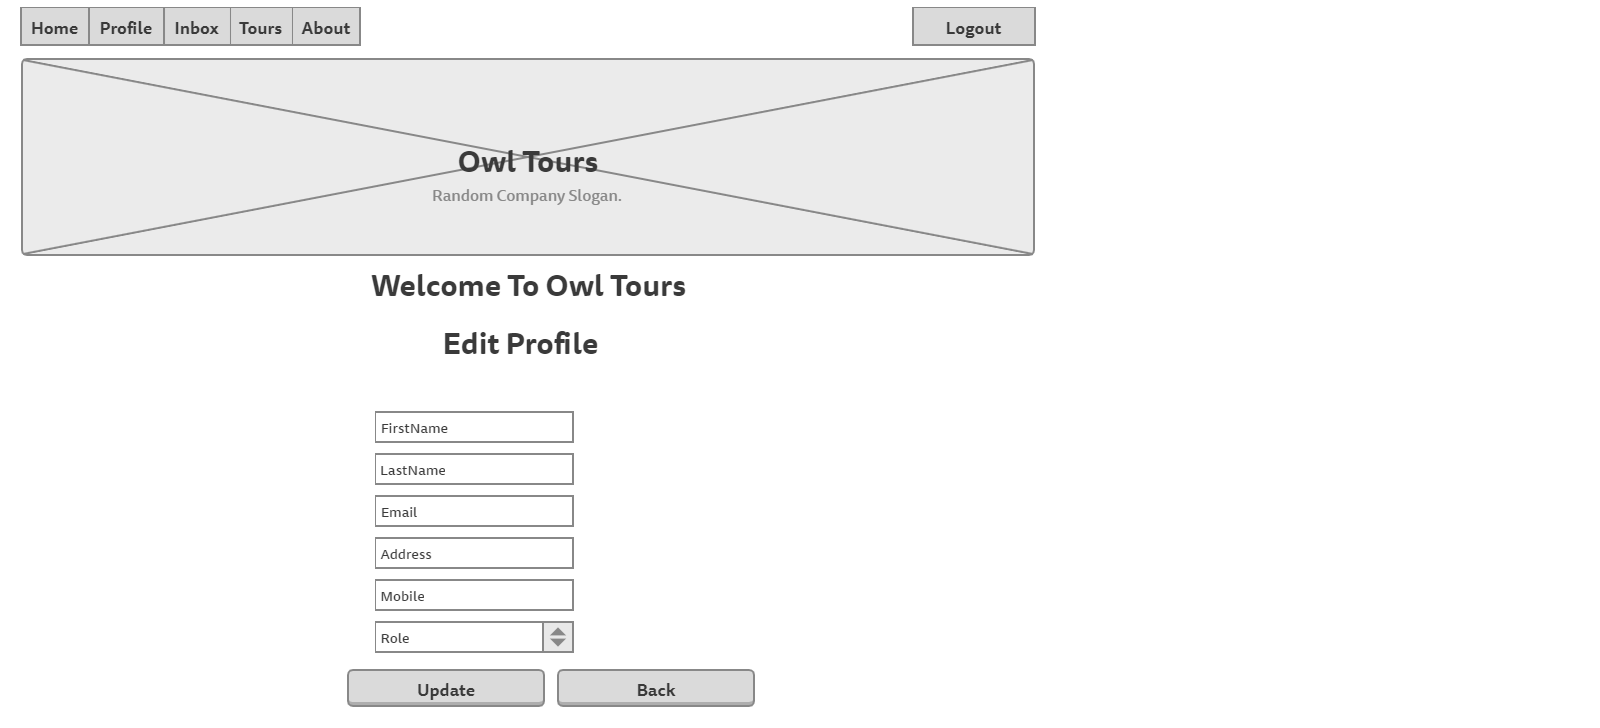 Home Profile Inbox Tours About Logout
Owl Tours
Random Company Slogan.
Welcome To Owl Tours
Edit Profile
FirstName
LastName
Email
Address
Mobile
Role
Update Back